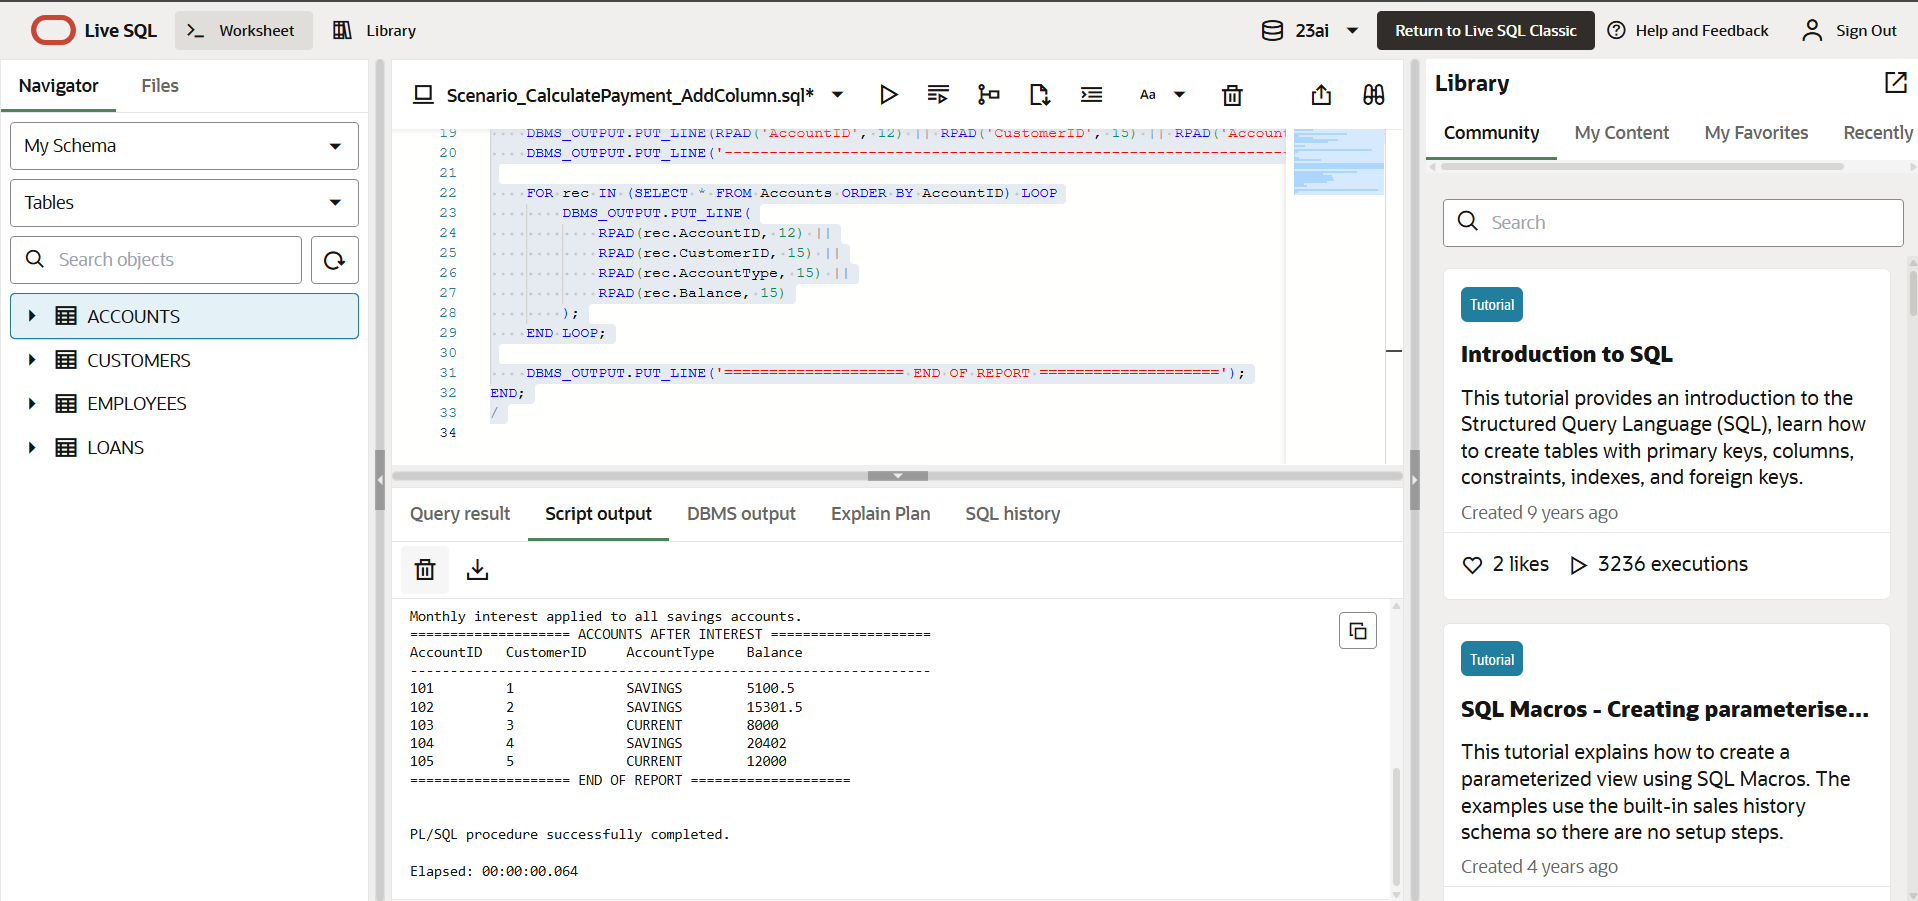 Live SQL
Worksheet
Library
23ai
Return to Live SQL Classic
Help and Feedback
Sign Out
Navigator
Files
My Schema
Tables
Search objects
ACCOUNTS
CUSTOMERS
EMPLOYEES
LOANS
Scenario_CalculatePayment_AddColumn.sql*
Aa
19 DBMS_OUTPUT.PUT_LINE(RPAD('AccountID', 12) || RPAD('CustomerID', 15) || RPAD('Accoun
20 DBMS_OUTPUT.PUT_LINE('--------------------------------------------------------------
21
22 FOR rec IN (SELECT * FROM Accounts ORDER BY AccountID) LOOP
23 DBMS_OUTPUT.PUT_LINE(
24 RPAD(rec.AccountID, 12) ||
25 RPAD(rec.CustomerID, 15) ||
26 RPAD(rec.AccountType, 15) ||
27 RPAD(rec.Balance, 15)
28 );
29 END LOOP;
30
31 DBMS_OUTPUT.PUT_LINE('==================== END OF REPORT ====================');
32 END;
33 /
34
Query result
Script output
DBMS output
Explain Plan
SQL history
Monthly interest applied to all savings accounts.
==================== ACCOUNTS AFTER INTEREST ====================
AccountID CustomerID AccountType Balance
-----------------------------------------------------------------
101 1 SAVINGS 5100.5
102 2 SAVINGS 15301.5
103 3 CURRENT 8000
104 4 SAVINGS 20402
105 5 CURRENT 12000
==================== END OF REPORT ====================
PL/SQL procedure successfully completed.
Elapsed: 00:00:00.064
Library
Community
My Content
My Favorites
Recently
Search
Tutorial
Introduction to SQL
This tutorial provides an introduction to the
Structured Query Language (SQL), learn how
to create tables with primary keys, columns,
constraints, indexes, and foreign keys.
Created 9 years ago
2 likes
3236 executions
Tutorial
SQL Macros - Creating parameterise...
This tutorial explains how to create a
parameterized view using SQL Macros. The
examples use the built-in sales history
schema so there are no setup steps.
Created 4 years ago